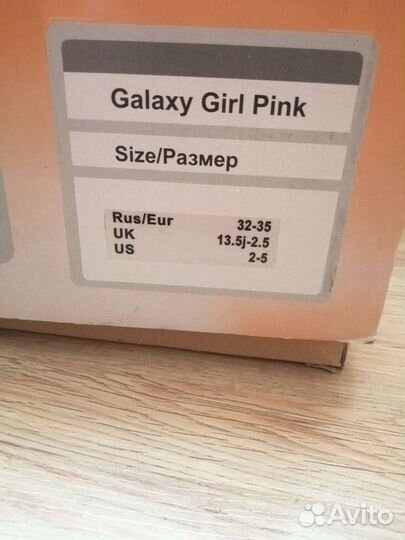 Galaxy Girl Pink
Size/Размер
Rus/Eur 32-35
UK 13.5j-2.5
US 2-5
Avito